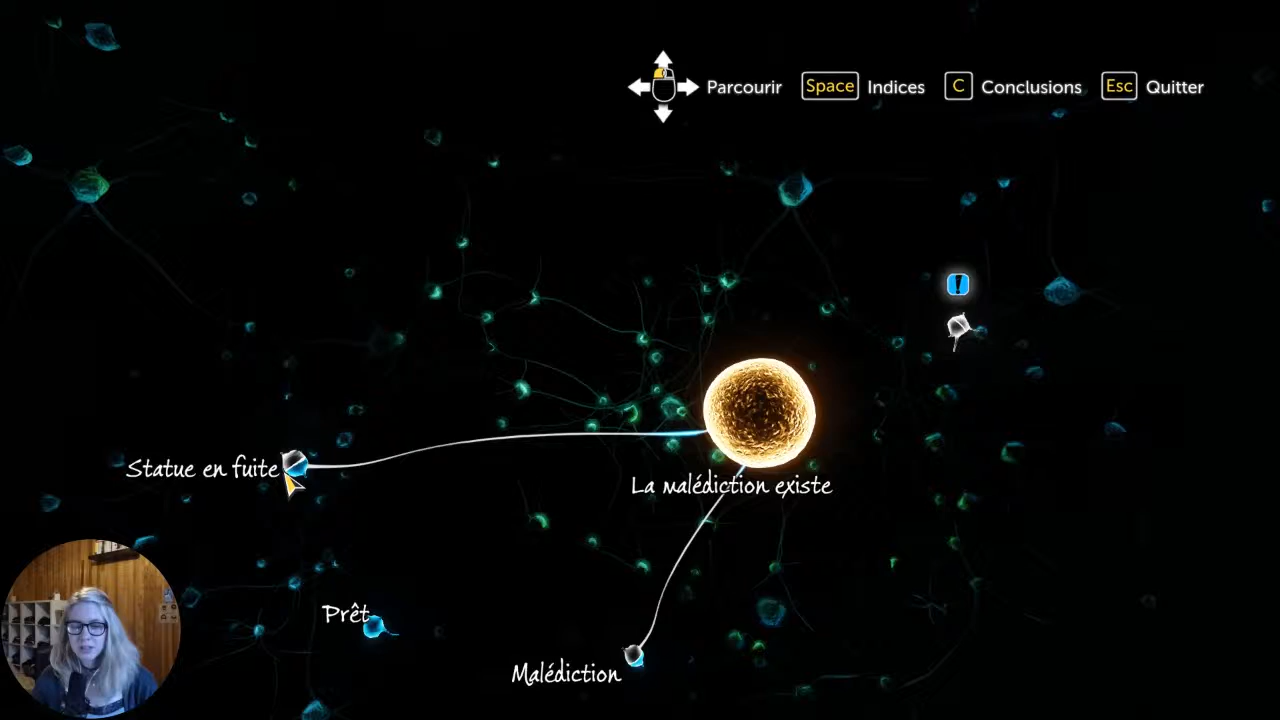 Parcourir Space Indices C Conclusions Esc Quitter
!
Statue en fuite
La malédiction existe
Prêt
Malédiction